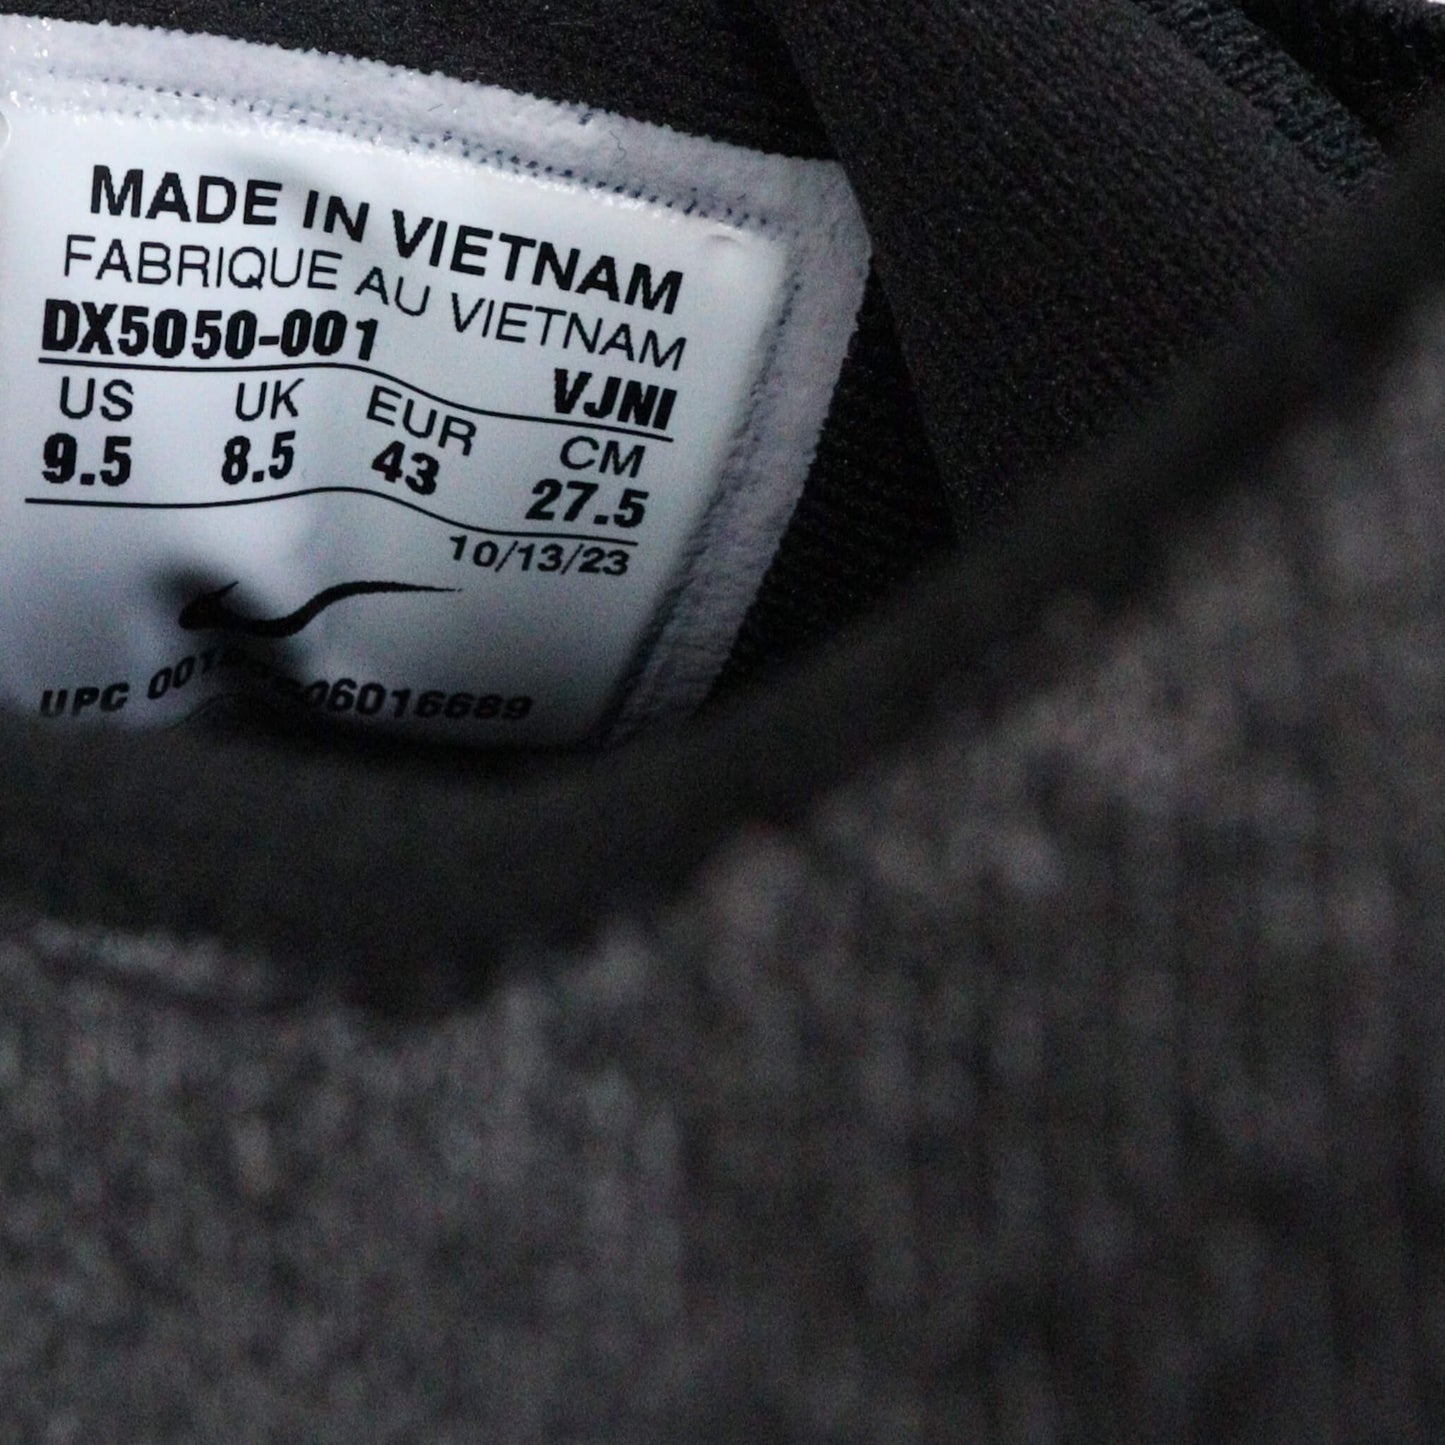 MADE IN VIETNAM
FABRIQUE AU VIETNAM
DX5050-001 VJNI
US UK EUR CM
9.5 8.5 43 27.5
10/13/23
UPC